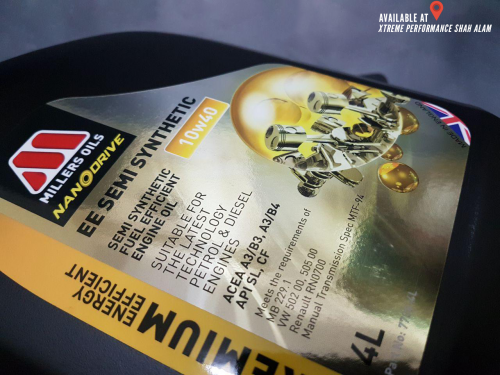 AVAILABLE AT
XTREME PERFORMANCE SHAH ALAM
MILLERS OILS
NANODRIVE
EE SEMI SYNTHETIC
10w40
SEMI SYNTHETIC
FUEL EFFICIENT
ENGINE OIL
SUITABLE FOR
THE LATEST
TECHNOLOGY
PETROL & DIESEL
ENGINES
ACEA A3/B3, A3/B4
API SL, CF
Meets the requirements of
MB 229.1
VW 502 00, 505 00
Renault RN0700
Manual Transmission Spec MTF-94
4L
ENERGY
EFFICIENT
PREMIUM